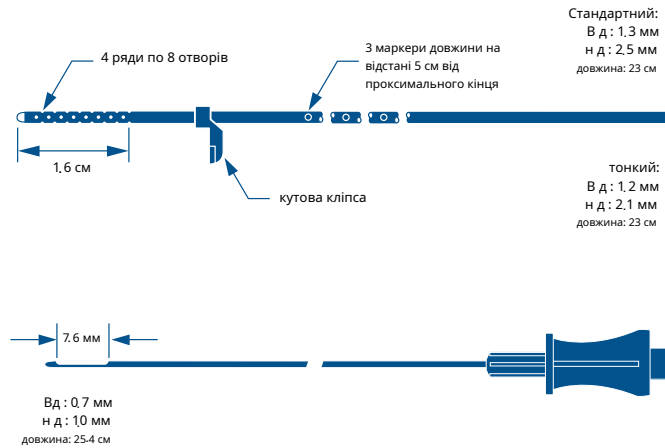 Стандартний:
В д : 1,3 мм
н д : 2,5 мм
довжина: 23 см
4 ряди по 8 отворів
3 маркери довжини на
відстані 5 см від
проксимального кінця
1,6 см
кутова кліпса
тонкий:
В д : 1,2 мм
н д : 2,1 мм
довжина: 23 см
7.6 мм
Вд : 0,7 мм
н д : 1,0 мм
довжина: 25.4 см